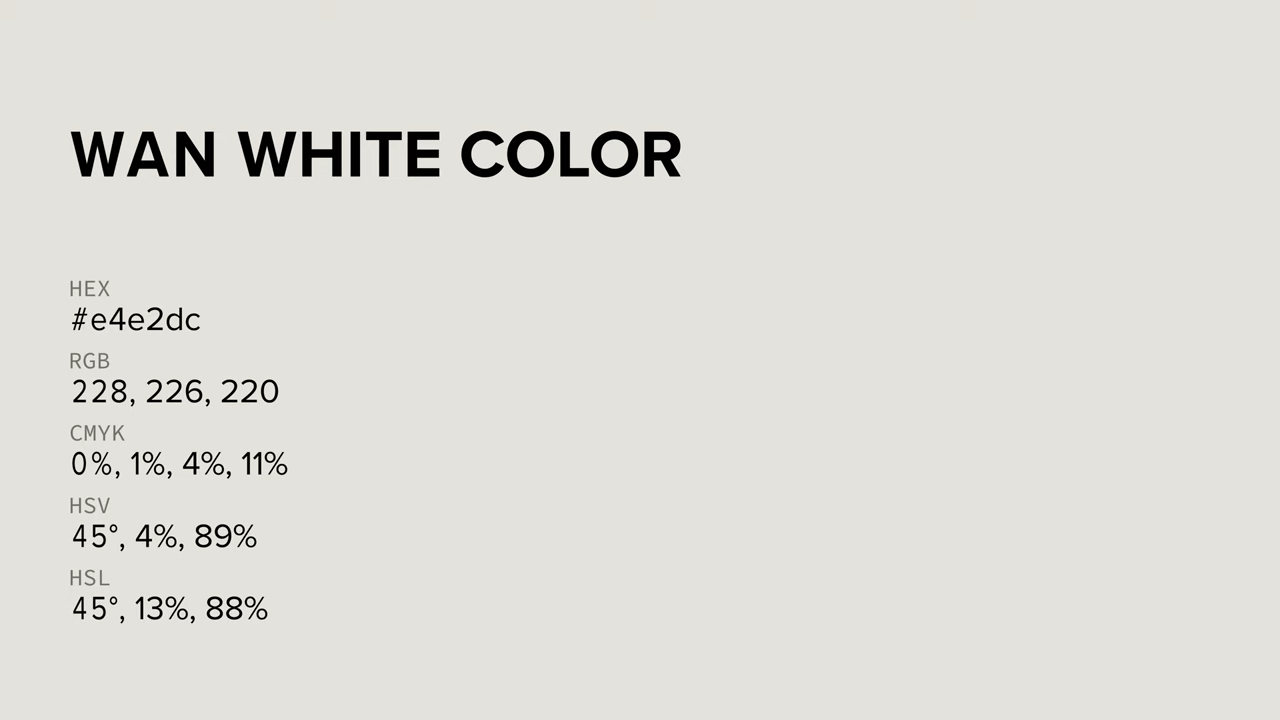 WAN WHITE COLOR
HEX
#e4e2dc
RGB
228, 226, 220
CMYK
0%, 1%, 4%, 11%
HSV
45°, 4%, 89%
HSL
45°, 13%, 88%